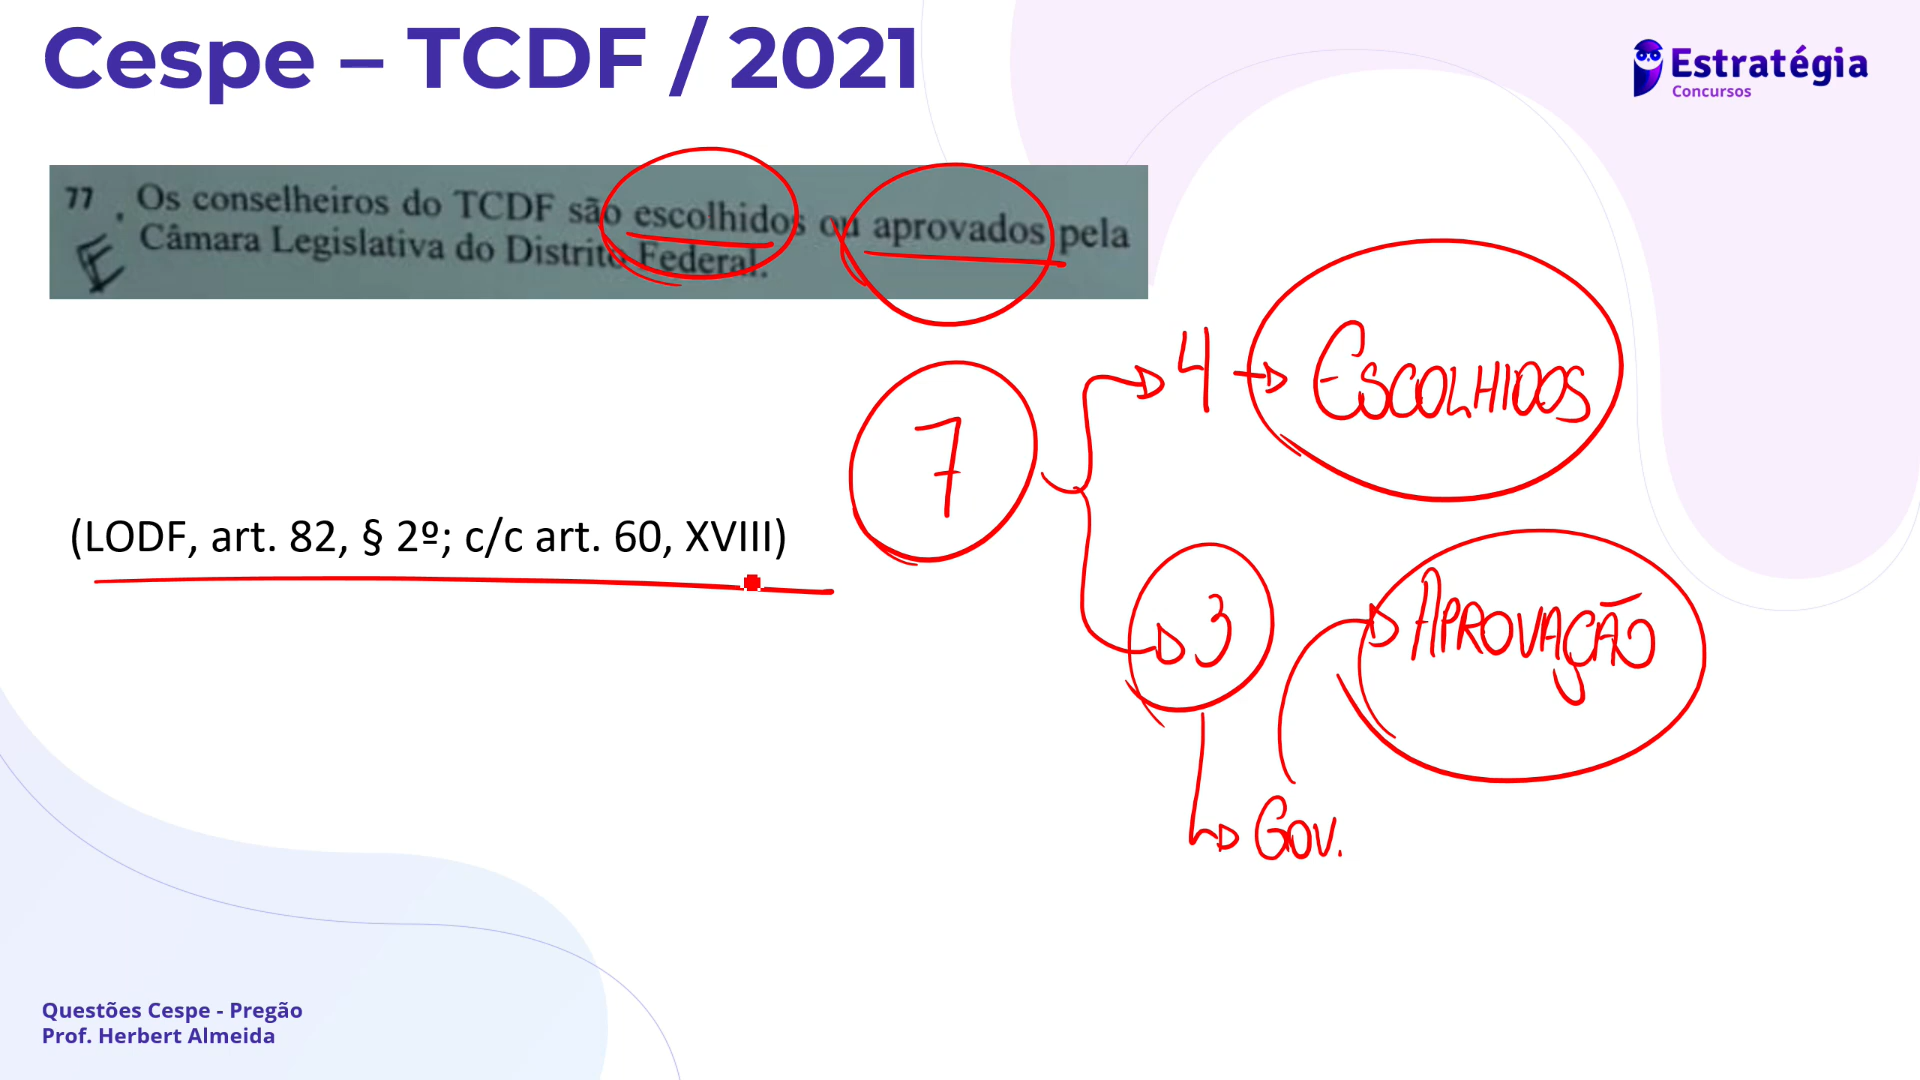 Cespe – TCDF / 2021
Estratégia
Concursos
77 . Os conselheiros do TCDF são escolhidos ou aprovados pela
E Câmara Legislativa do Distrito Federal.
4 ESCOLHIDOS
7
(LODF, art. 82, § 2º; c/c art. 60, XVIII)
3 APROVAÇÃO
GOV.
Questões Cespe - Pregão
Prof. Herbert Almeida